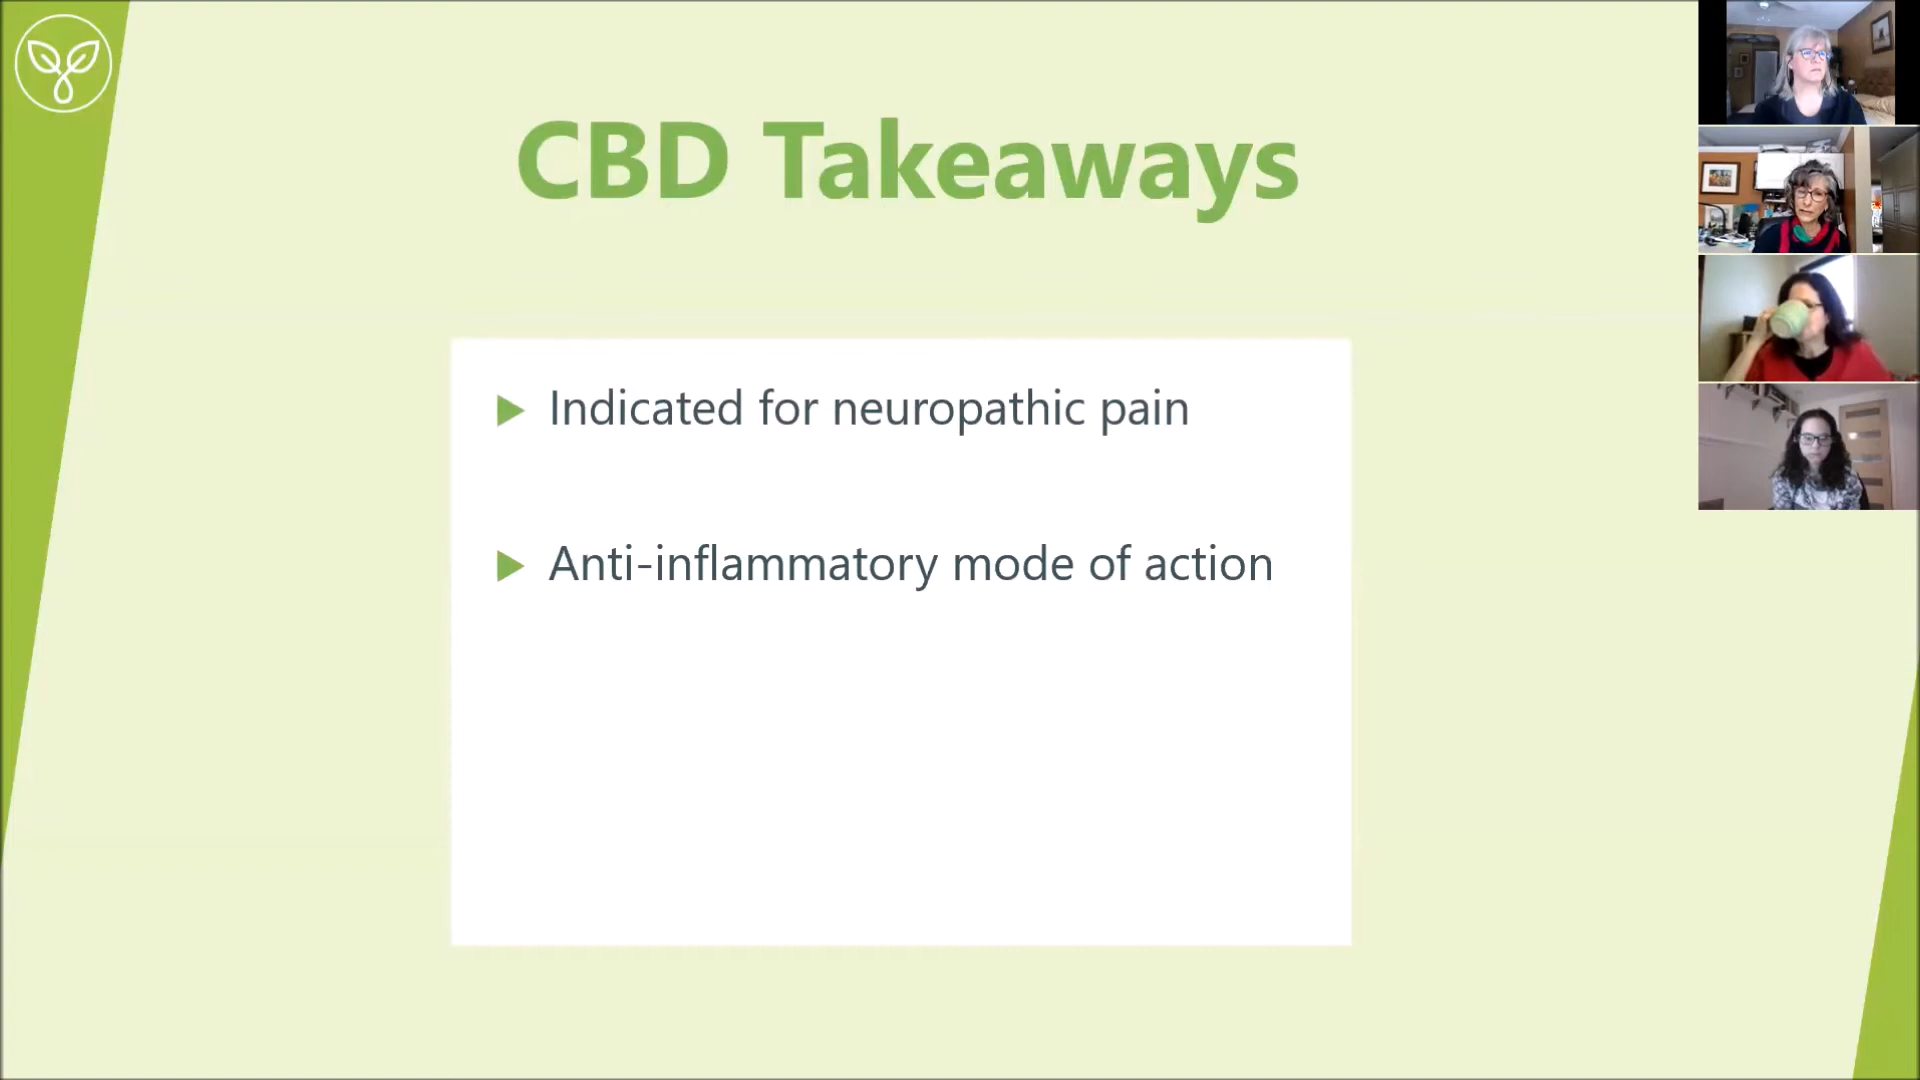 CBD Takeaways
Indicated for neuropathic pain
Anti-inflammatory mode of action